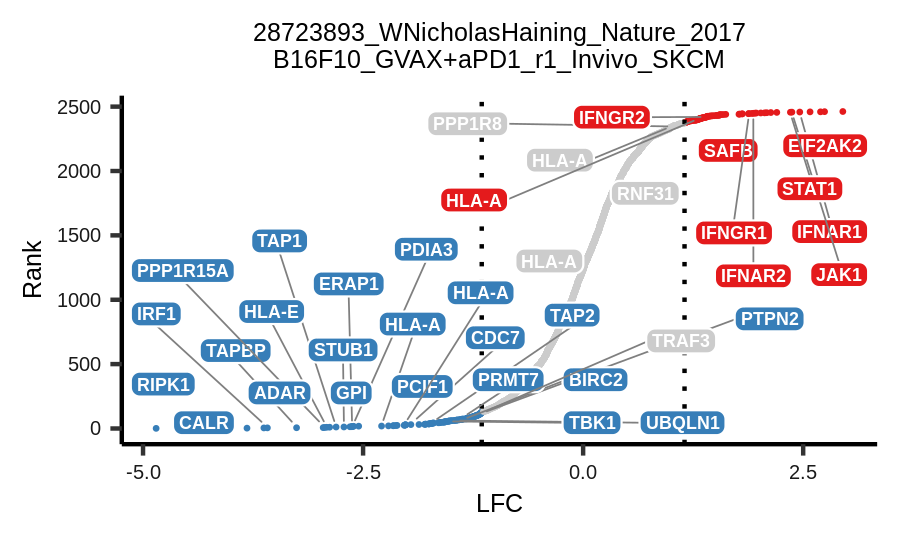 28723893_WNicholasHaining_Nature_2017
B16F10_GVAX+aPD1_r1_Invivo_SKCM
2500
PPP1R8
IFNGR2
SAFB
EIF2AK2
HLA-A
2000
STAT1
HLA-A
RNF31
IFNGR1
IFNAR1
1500
TAP1
PDIA3
HLA-A
PPP1R15A
IFNAR2
JAK1
ERAP1
HLA-A
1000
IRF1
HLA-E
HLA-A
TAP2
PTPN2
CDC7
TRAF3
TAPBP
STUB1
500
RIPK1
ADAR
GPI
PCIF1
PRMT7
BIRC2
CALR
TBK1
UBQLN1
0
Rank
-5.0
-2.5
0.0
2.5
LFC